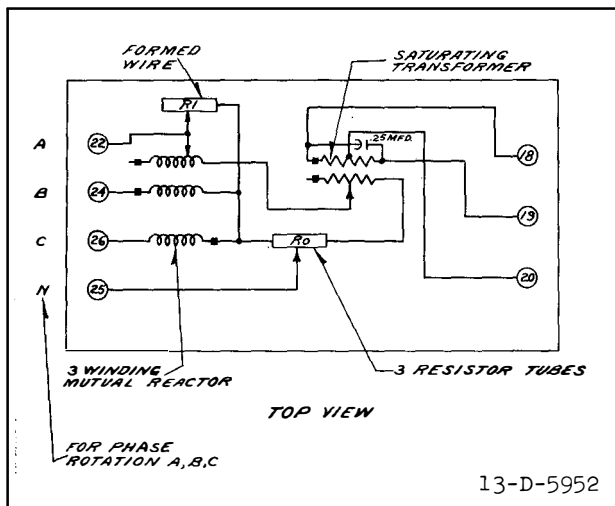 FORMED
WIRE
SATURATING
TRANSFORMER
R1
.25 MFD.
A
22
18
B
24
19
C
26
R0
20
N
25
3 WINDING
MUTUAL REACTOR
3 RESISTOR TUBES
TOP VIEW
FOR PHASE
ROTATION A,B,C
13-D-5952